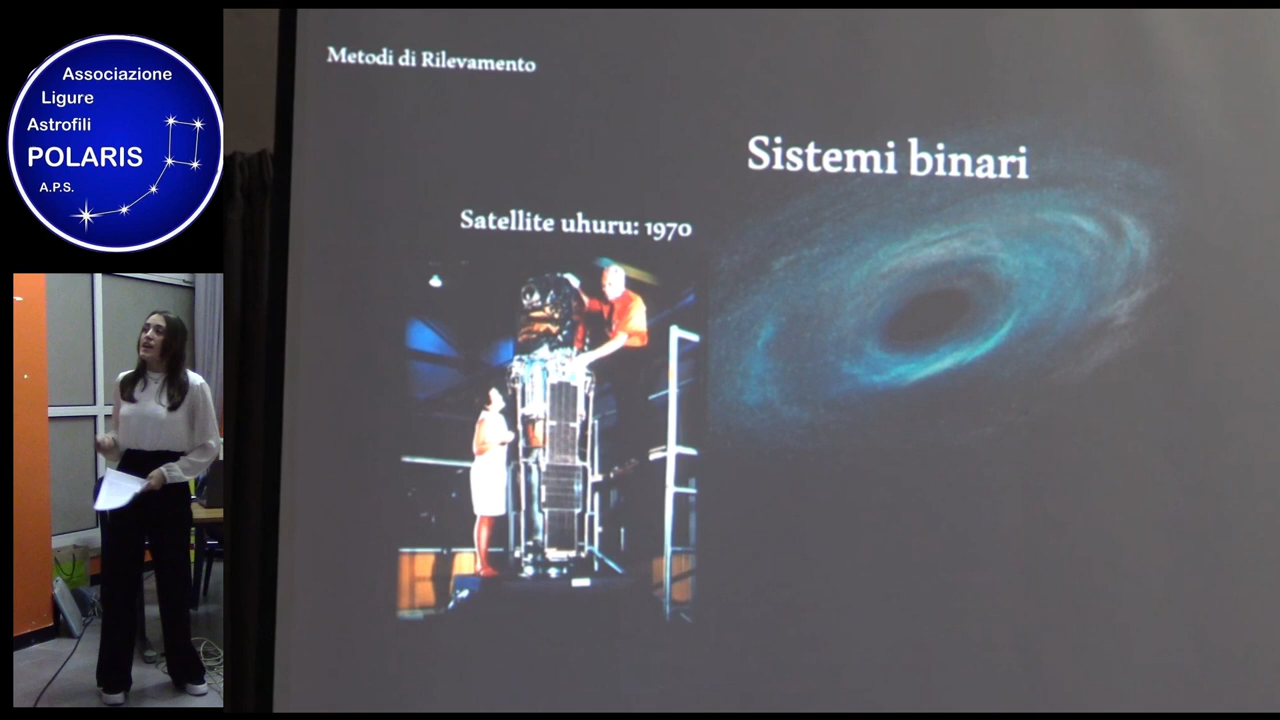 Associazione
Ligure
Astrofili
POLARIS
A.P.S.
Metodi di Rilevamento
Sistemi binari
Satellite uhuru: 1970